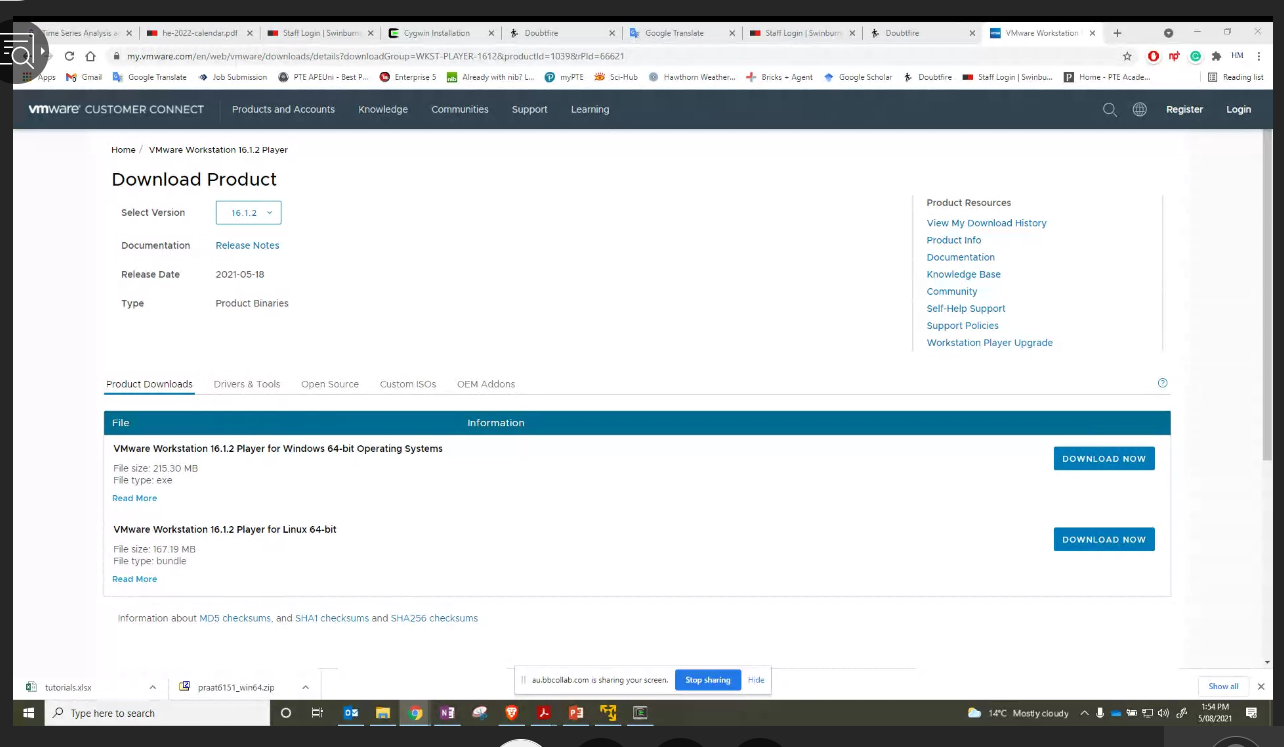 Time Series Analysis a
he-2022-calendar.pdf
Staff Login | Swinburn
Cygwin Installation
Doubtfire
Google Translate
Staff Login | Swinburn
Doubtfire
VMware Workstation
my.vmware.com/en/web/vmware/downloads/details?downloadGroup=WKST-PLAYER-1612&productId=1039&rPId=66621
HM
Apps
Gmail
Google Translate
Job Submission
PTE APEUni - Best P...
Enterprise 5
Already with nib? L...
myPTE
Sci-Hub
Hawthorn Weather...
Bricks + Agent
Google Scholar
Doubtfire
Staff Login | Swinbu...
Home - PTE Acade...
Reading list
vmware CUSTOMER CONNECT
Products and Accounts
Knowledge
Communities
Support
Learning
Register
Login
Home / VMware Workstation 16.1.2 Player
Download Product
Select Version
16.1.2
Documentation
Release Notes
Release Date
2021-05-18
Type
Product Binaries
Product Resources
View My Download History
Product Info
Documentation
Knowledge Base
Community
Self-Help Support
Support Policies
Workstation Player Upgrade
Product Downloads
Drivers & Tools
Open Source
Custom ISOs
OEM Addons
File
Information
VMware Workstation 16.1.2 Player for Windows 64-bit Operating Systems
File size: 215.30 MB
File type: exe
Read More
DOWNLOAD NOW
VMware Workstation 16.1.2 Player for Linux 64-bit
File size: 167.19 MB
File type: bundle
Read More
DOWNLOAD NOW
Information about MD5 checksums, and SHA1 checksums and SHA256 checksums
au.bbcollab.com is sharing your screen.
Stop sharing
Hide
tutorials.xlsx
praat6151_win64.zip
Show all
Type here to search
14°C Mostly cloudy
1:54 PM
5/08/2021